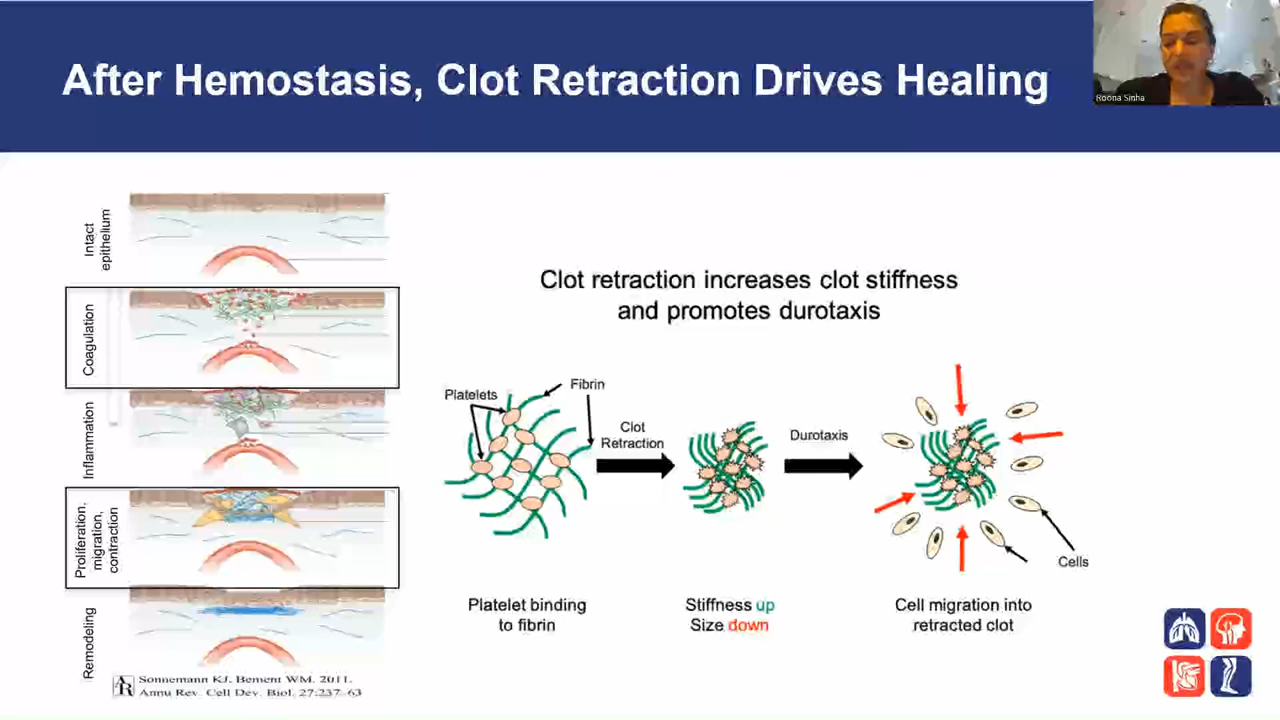 After Hemostasis, Clot Retraction Drives Healing
Roona Sinha
Intact
epithelium
Coagulation
Inflammation
Proliferation,
migration,
contraction
Remodeling
AR
Sonnemann KJ, Bement WM. 2011.
Annu Rev. Cell Dev. Biol. 27:237–63
Clot retraction increases clot stiffness
and promotes durotaxis
Platelets
Fibrin
Clot
Retraction
Durotaxis
Cells
Platelet binding
to fibrin
Stiffness up
Size down
Cell migration into
retracted clot